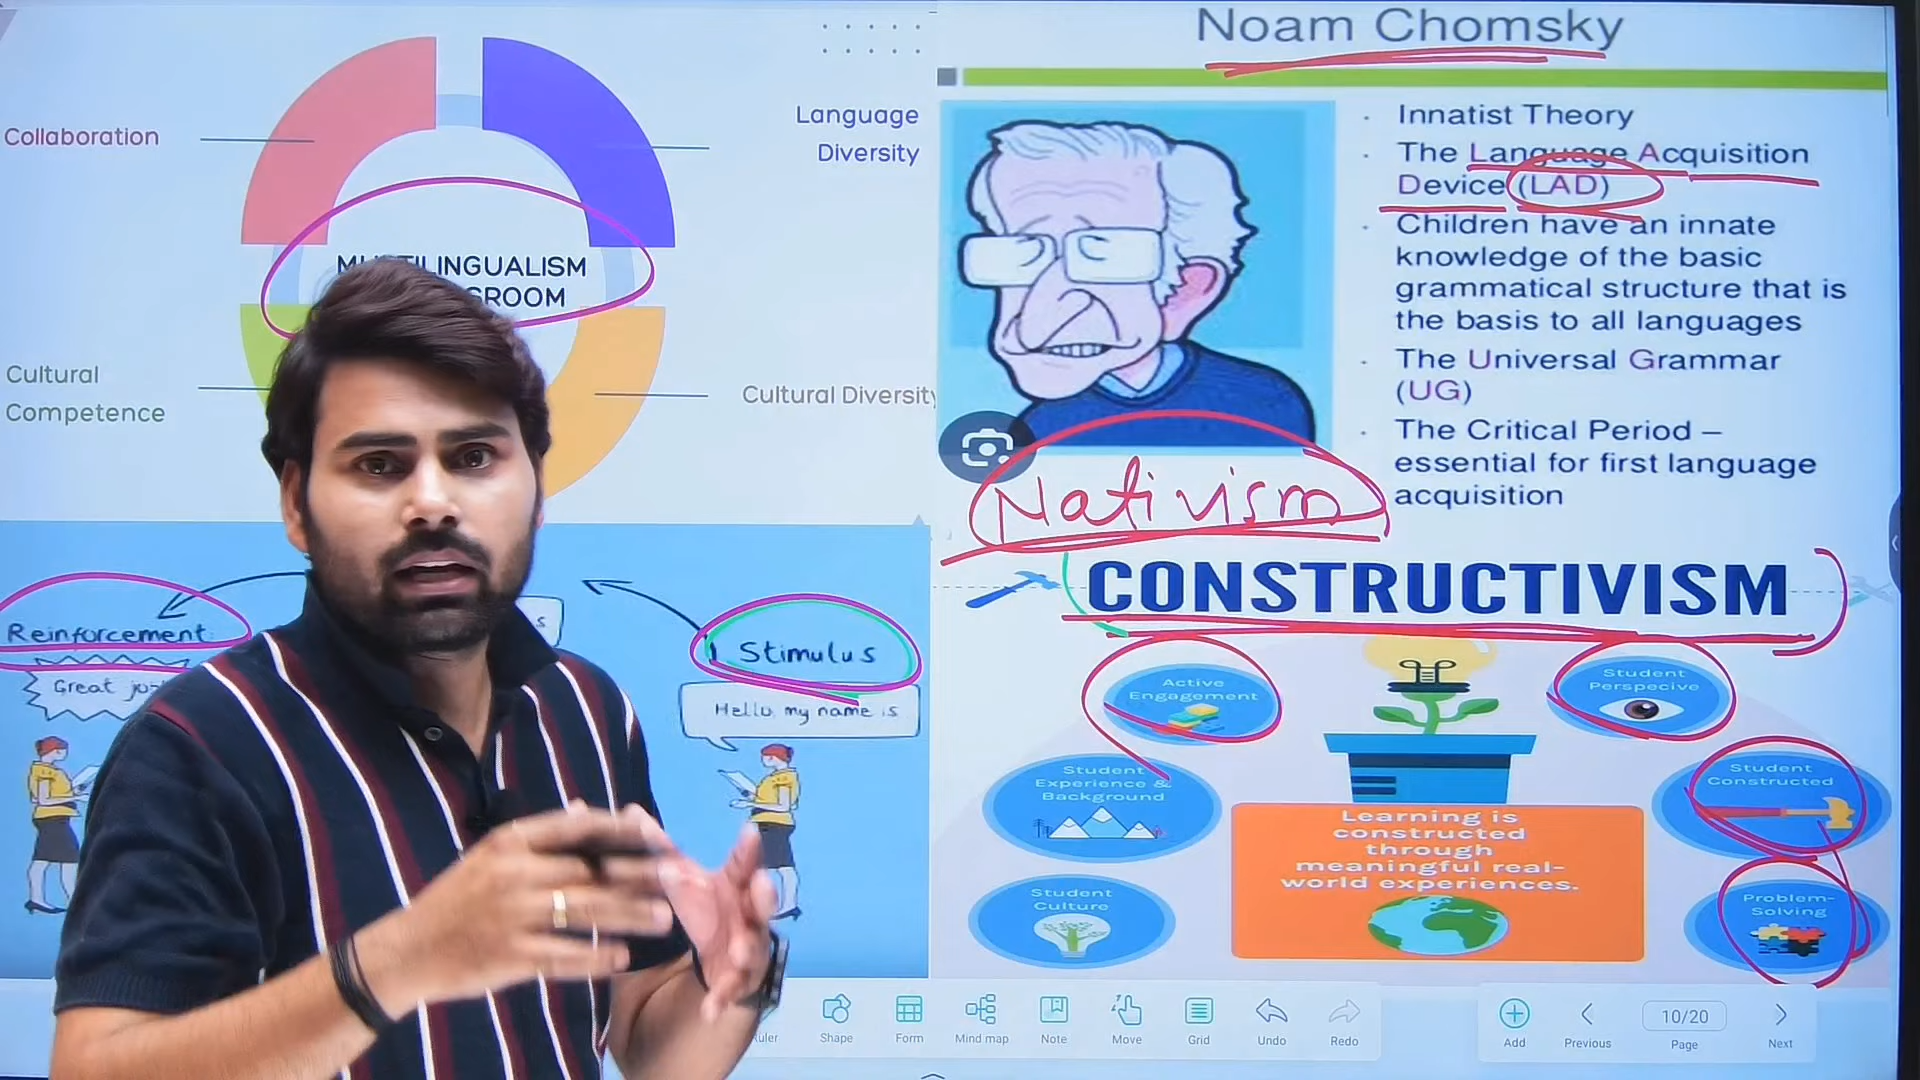 Noam Chomsky
Collaboration
Language
Diversity
MULTILINGUALISM
Cultural
Competence
Cultural Diversity
Innatist Theory
The Language Acquisition
Device (LAD)
Children have an innate
knowledge of the basic
grammatical structure that is
the basis to all languages
The Universal Grammar
(UG)
The Critical Period –
essential for first language
acquisition
Nativism
CONSTRUCTIVISM
Reinforcement
Great
Stimulus
Hello, my name is
Active
Engagement
Student
Perspecive
Student
Experience &
Background
Student
Constructed
Student
Culture
Problem-
Solving
Learning is
constructed
through
meaningful real-
world experiences.
Shape
Form
Mind map
Note
Move
Grid
Undo
Redo
Add
Previous
10/20
Page
Next